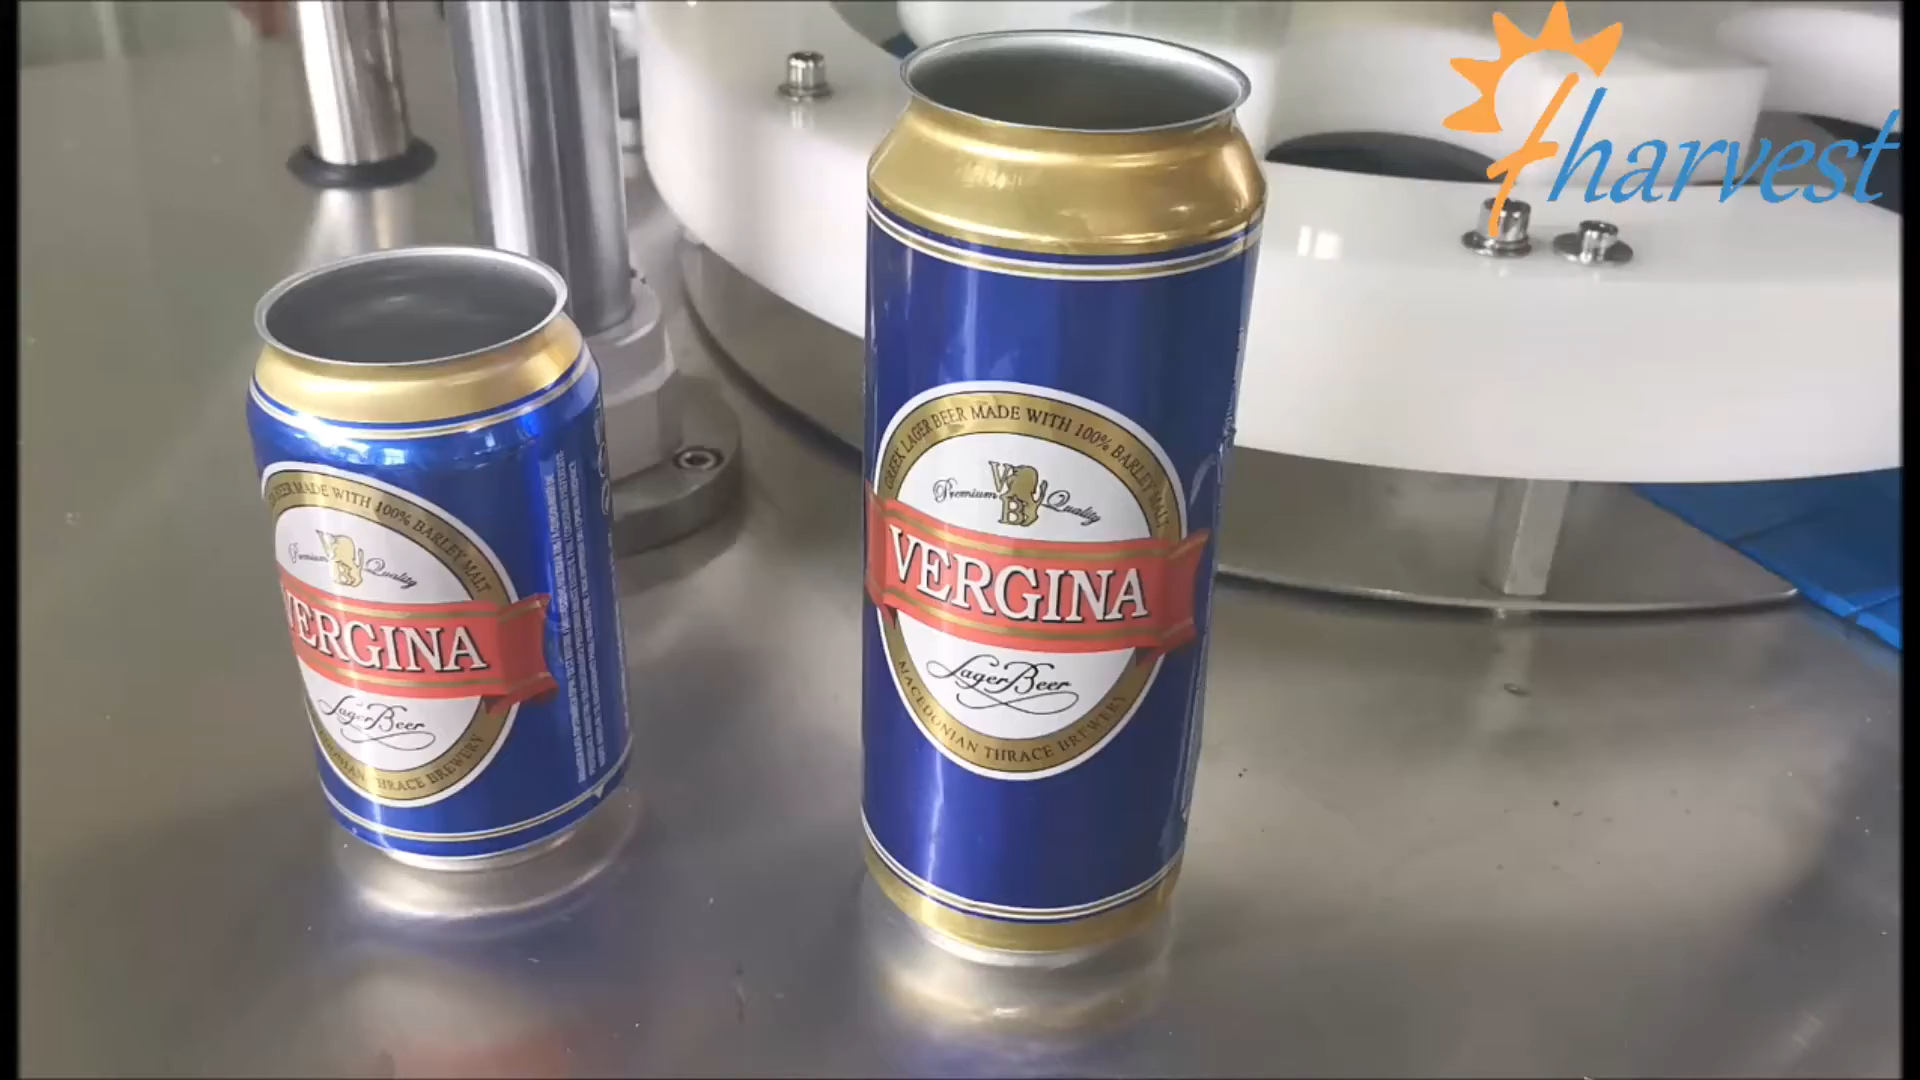 harvest
GREEK LAGER BEER MADE WITH 100% BARLEY MALT
VB
Premium Quality
VERGINA
Lager Beer
MACEDONIAN THRACE BREWERY
BEER MADE WITH 100% BARLEY MALT
VB
Premium Quality
VERGINA
Lager Beer
THRACE BREWERY